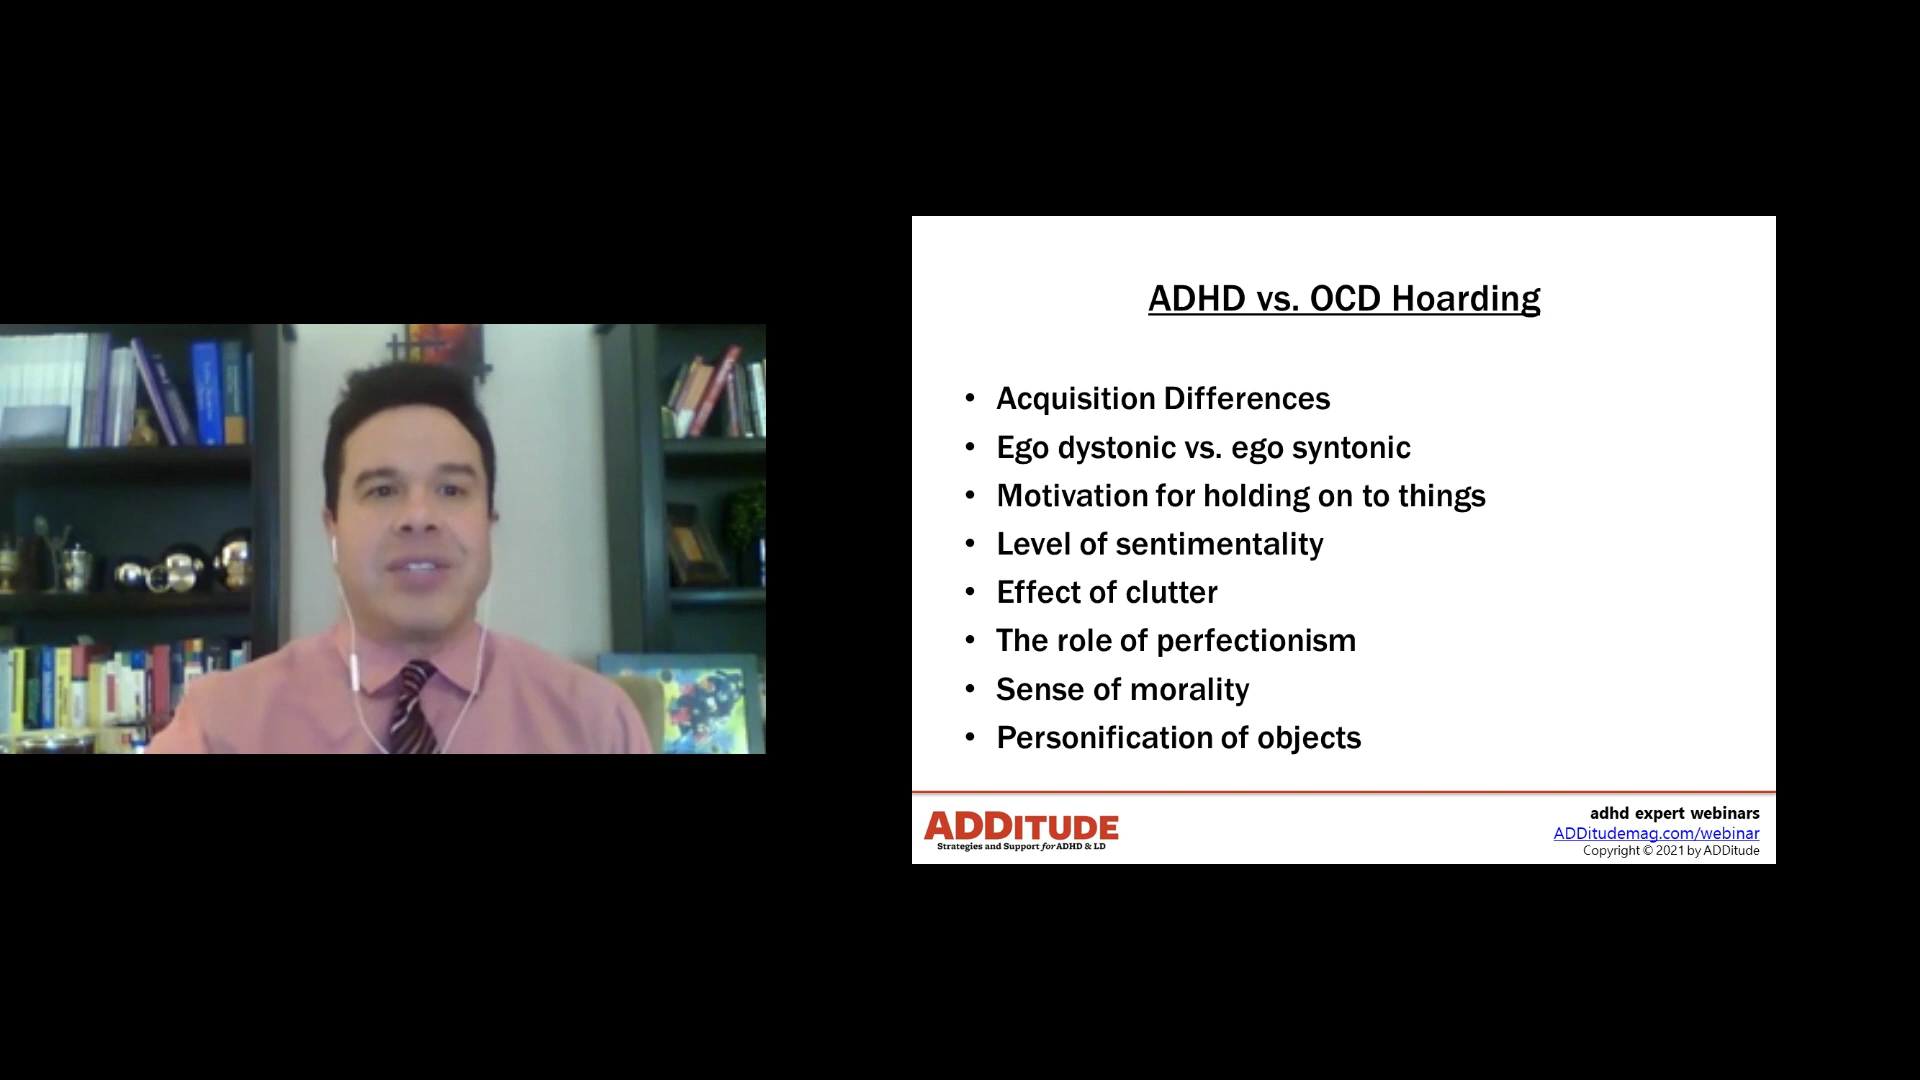 ADHD vs. OCD Hoarding
• Acquisition Differences
• Ego dystonic vs. ego syntonic
• Motivation for holding on to things
• Level of sentimentality
• Effect of clutter
• The role of perfectionism
• Sense of morality
• Personification of objects
ADDITUDE
Strategies and Support for ADHD & LD
adhd expert webinars
ADDitudemag.com/webinar
Copyright © 2021 by ADDitude